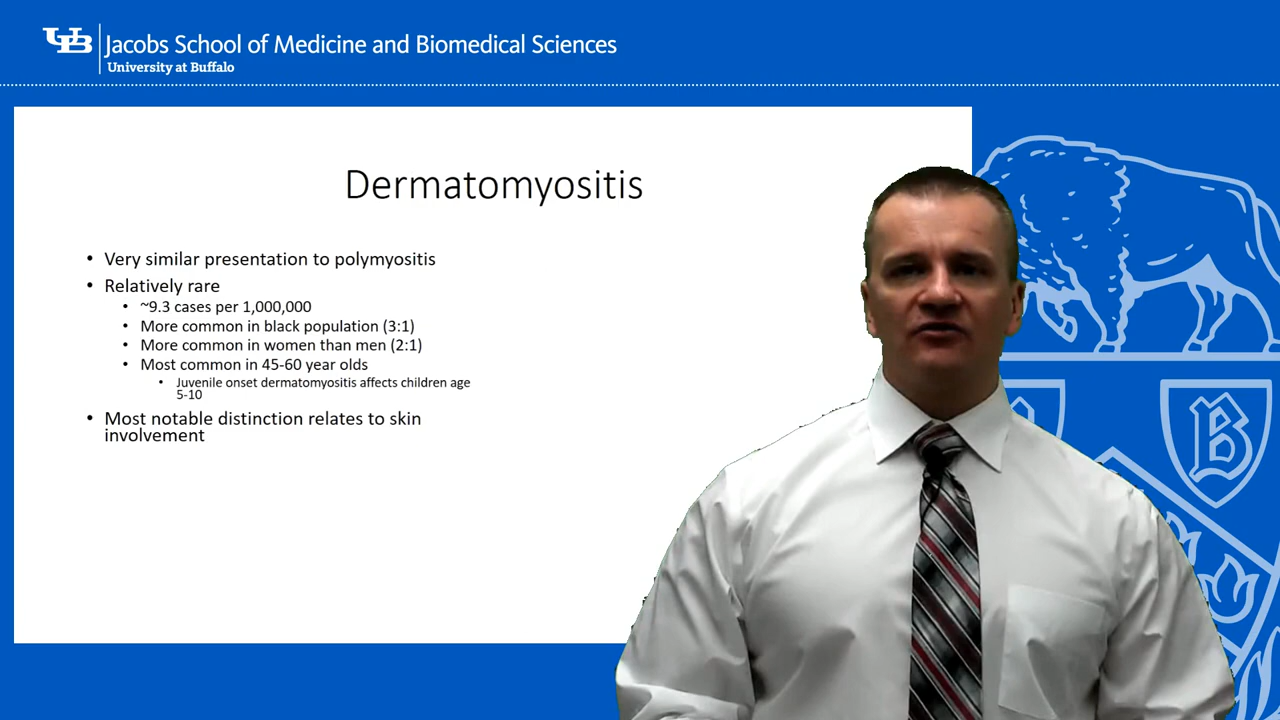 UB
Jacobs School of Medicine and Biomedical Sciences
University at Buffalo
Dermatomyositis
• Very similar presentation to polymyositis
• Relatively rare
• ~9.3 cases per 1,000,000
• More common in black population (3:1)
• More common in women than men (2:1)
• Most common in 45-60 year olds
• Juvenile onset dermatomyositis affects children age
5-10
• Most notable distinction relates to skin
involvement
B